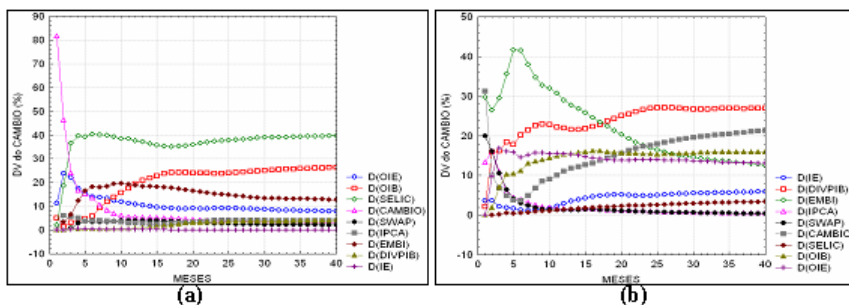 90
80
70
60
50
40
30
20
10
0
-10
DV do CAMBIO (%)
0 5 10 15 20 25 30 35 40
MESES
D(OIE)
D(OIB)
D(SELIC)
D(CAMBIO)
D(SWAP)
D(IPCA)
D(EMBI)
D(DIVPIB)
D(IE)
(a)
50
40
30
20
10
0
-10
DV do CAMBIO (%)
0 5 10 15 20 25 30 35 40
MESES
D(IE)
D(DIVPIB)
D(EMBI)
D(IPCA)
D(SWAP)
D(CAMBIO)
D(SELIC)
D(OIB)
D(OIE)
(b)